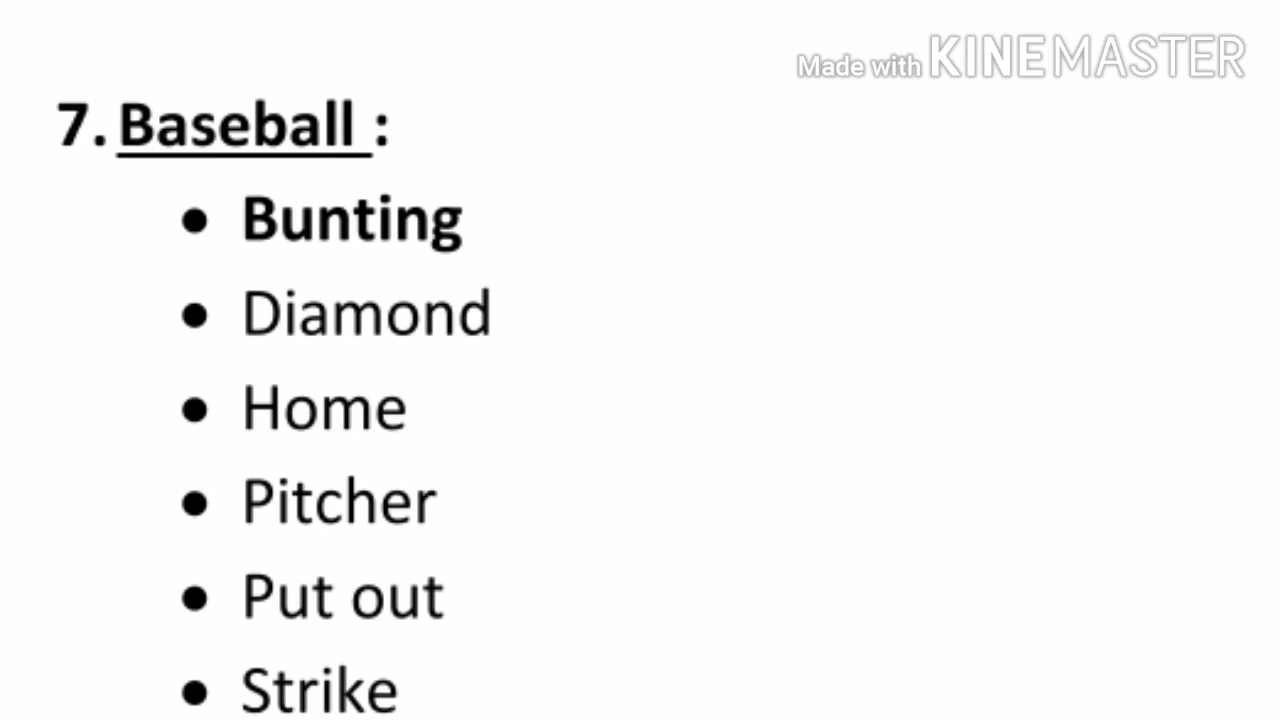 Made with KINEMASTER
7. Baseball :
• Bunting
• Diamond
• Home
• Pitcher
• Put out
• Strike